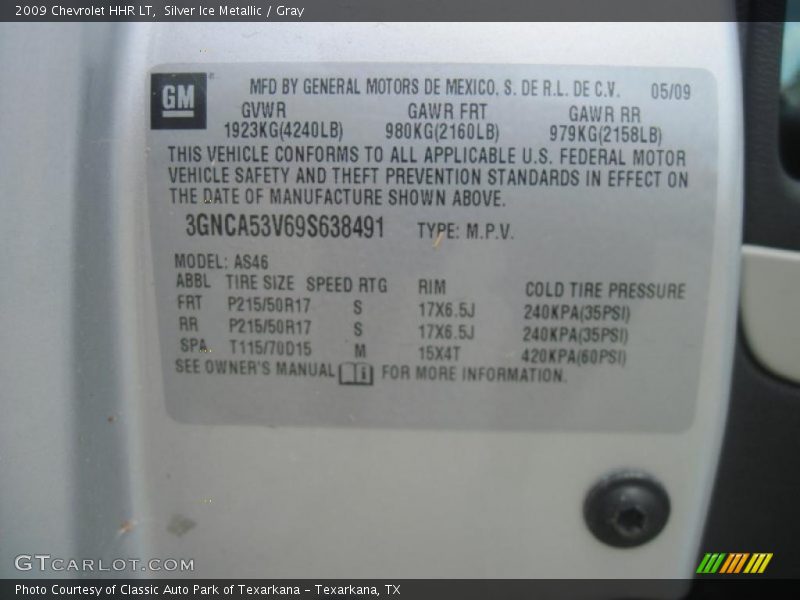 2009 Chevrolet HHR LT,  Silver Ice Metallic / Gray
GM MFD BY GENERAL MOTORS DE MEXICO, S. DE R.L. DE C.V. 05/09
GVWR GAWR FRT GAWR RR
1923KG(4240LB) 980KG(2160LB) 979KG(2158LB)
THIS VEHICLE CONFORMS TO ALL APPLICABLE U.S. FEDERAL MOTOR
VEHICLE SAFETY AND THEFT PREVENTION STANDARDS IN EFFECT ON
THE DATE OF MANUFACTURE SHOWN ABOVE.
3GNCA53V69S638491 TYPE: M.P.V.
MODEL: AS46
ABBL TIRE SIZE SPEED RTG RIM COLD TIRE PRESSURE
FRT P215/50R17 S 17X6.5J 240KPA(35PSI)
RR P215/50R17 S 17X6.5J 240KPA(35PSI)
SPA T115/70D15 M 15X4T 420KPA(60PSI)
SEE OWNER'S MANUAL FOR MORE INFORMATION.
GTCARLOT.COM
Photo Courtesy of Classic Auto Park of Texarkana – Texarkana, TX